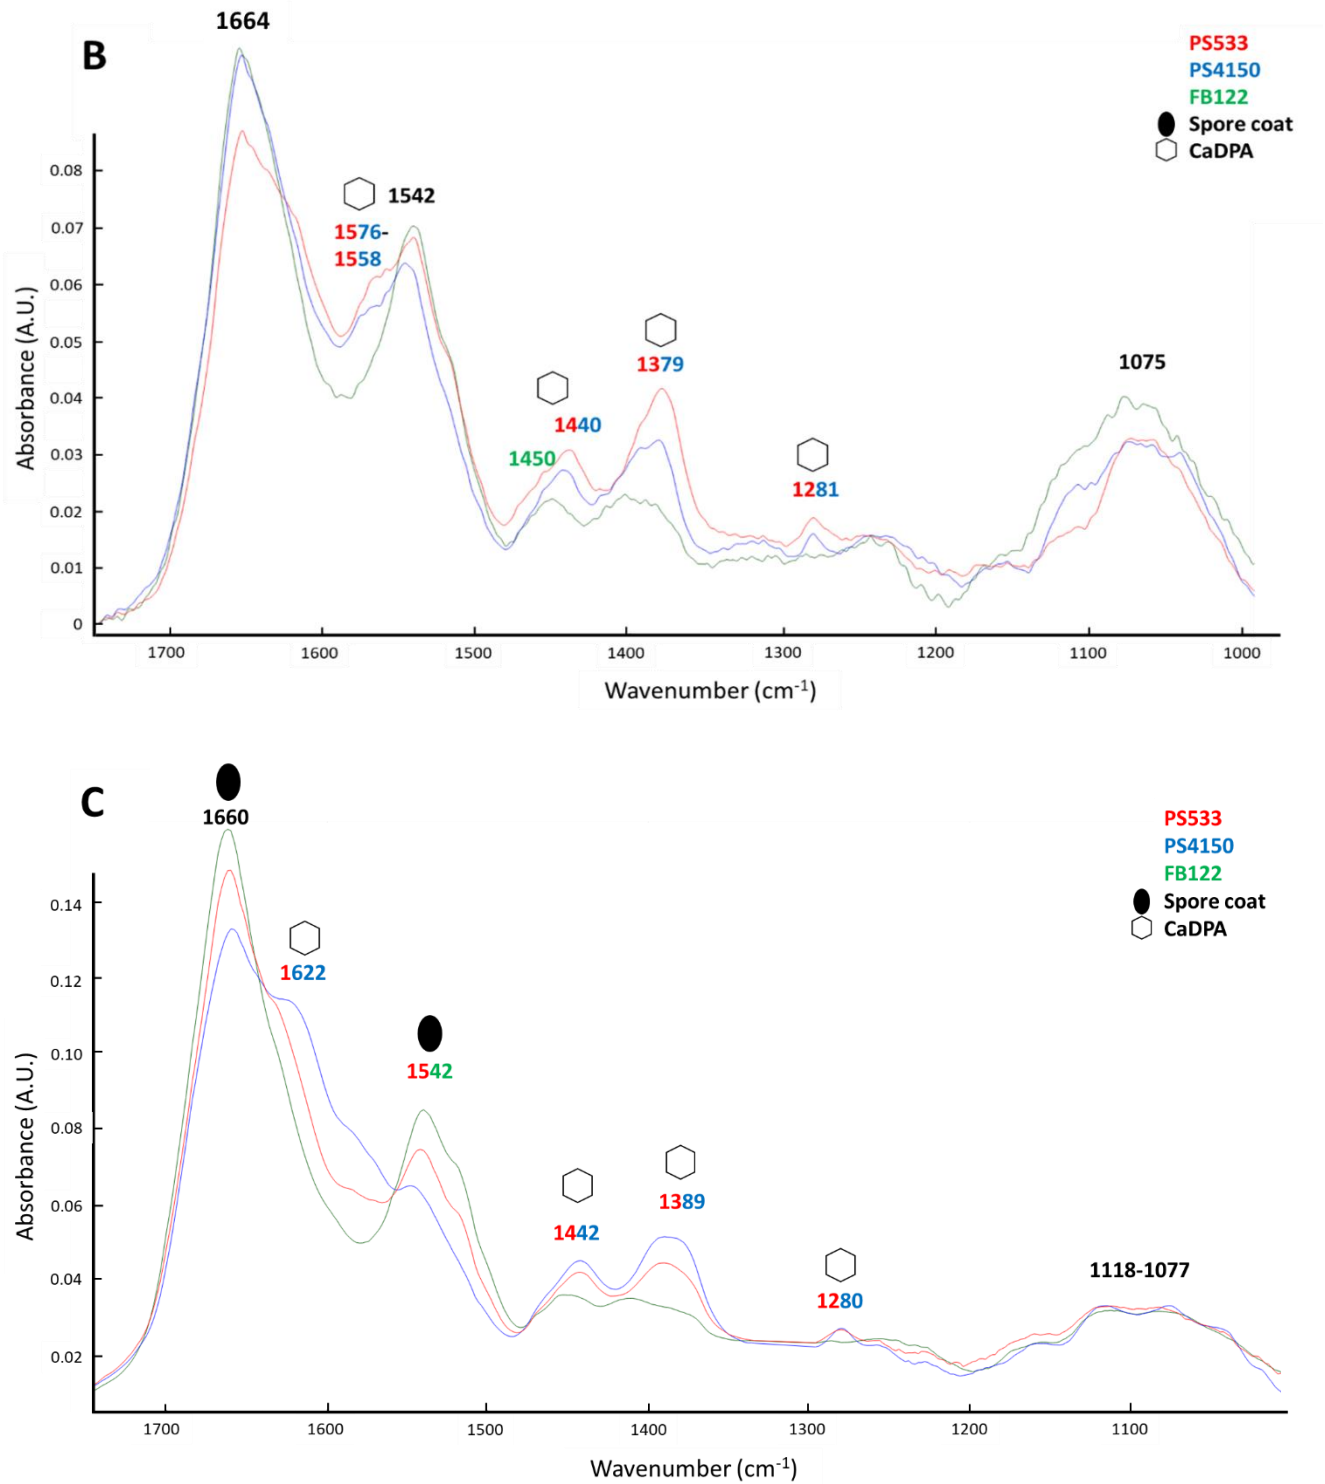 B
1664
PS533
PS4150
FB122
Spore coat
CaDPA
1542
1576-
1558
1379
1440
1450
1281
1075
0.08
0.07
0.06
0.05
0.04
0.03
0.02
0.01
0
Absorbance (A.U.)
1700 1600 1500 1400 1300 1200 1100 1000
Wavenumber (cm-1)
C
1660
PS533
PS4150
FB122
Spore coat
CaDPA
1622
1542
1442
1389
1280
1118-1077
0.14
0.12
0.10
0.08
0.06
0.04
0.02
Absorbance (A.U.)
1700 1600 1500 1400 1300 1200 1100
Wavenumber (cm-1)